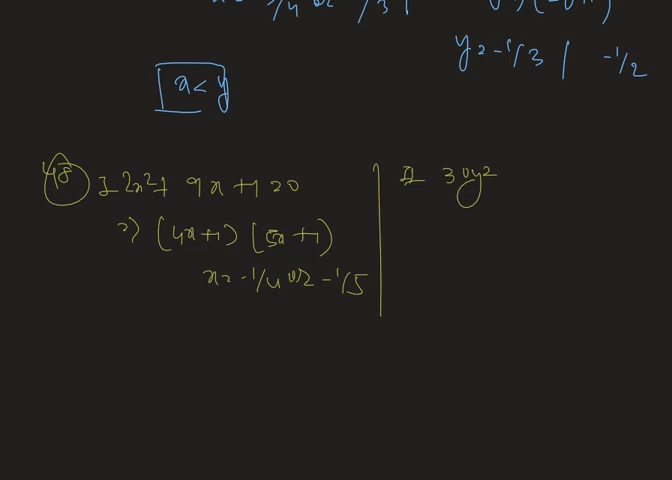 y = -1/3 | -1/2
x < y
48 I 2x² + 9x + 1 = 0
⇒ (4x+1) (5x+1)
x = -1/4 or -1/5
II 30y²